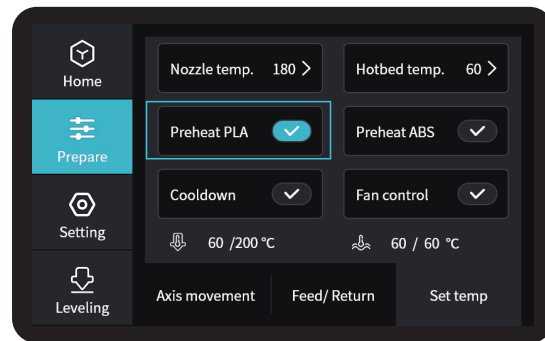 Home
Prepare
Setting
Leveling
Nozzle temp. 180 >
Hotbed temp. 60 >
Preheat PLA
Preheat ABS
Cooldown
Fan control
60 /200 ℃
60 / 60 ℃
Axis movement
Feed/ Return
Set temp